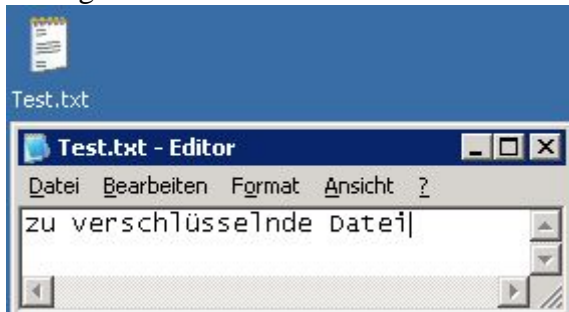 Test.txt
Test.txt - Editor
Datei Bearbeiten Format Ansicht ?
zu verschlüsselnde Datei